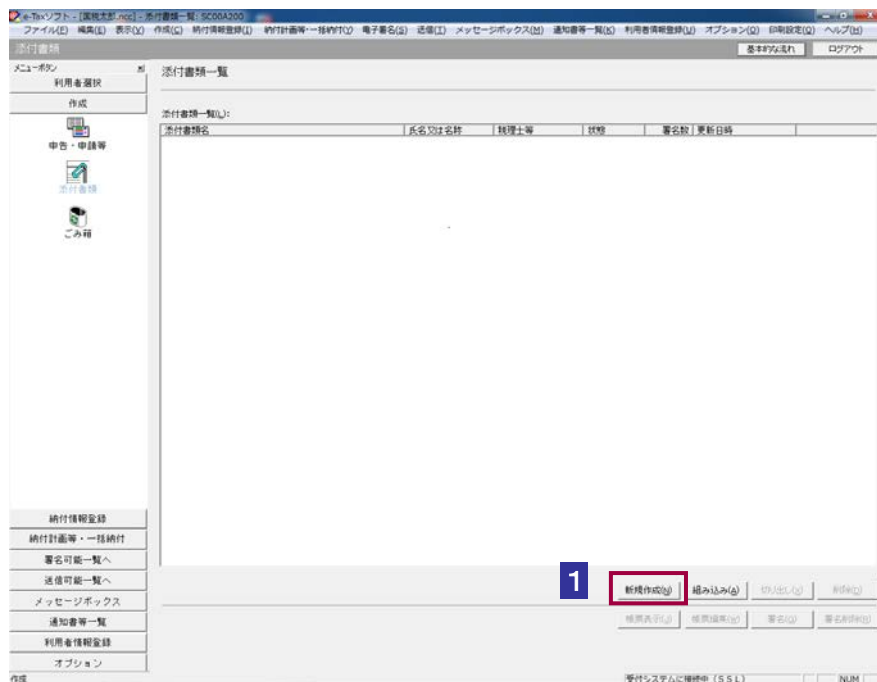 e-Taxソフト - [国税太郎.ncc] - 添付書類一覧: SC00A200
ファイル(F) 編集(E) 表示(V) 作成(C) 納付情報登録(I) 納付計画等・一括納付(Y) 電子署名(S) 送信(T) メッセージボックス(M) 通知書等一覧(K) 利用者情報登録(U) オプション(O) 印刷設定(Q) ヘルプ(H)
添付書類 基本的な流れ ログアウト
メニューボタン
利用者選択
作成
申告・申請等
添付書類
ごみ箱
添付書類一覧
添付書類一覧(L):
添付書類名 氏名又は名称 税理士等 状態 署名数 更新日時
納付情報登録
納付計画等・一括納付
署名可能一覧へ
送信可能一覧へ
メッセージボックス
通知書等一覧
利用者情報登録
オプション
1
新規作成(N) 組み込み(A) 切り出し(X) 削除(D)
帳票表示(J) 帳票編集(W) 署名(G) 署名削除(B)
作成 受付システムに接続中 (SSL) NUM